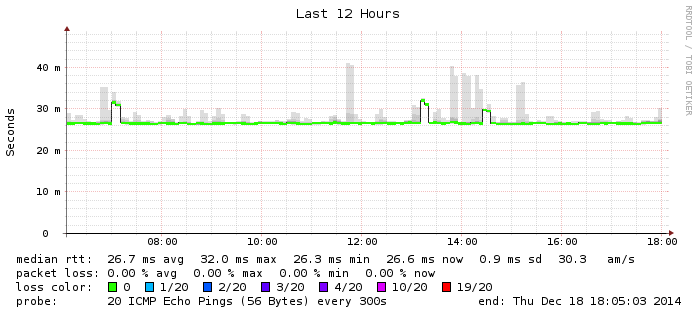 Last 12 Hours
RRDTOOL / TOBI OETIKER
Seconds
40 m
30 m
20 m
10 m
0
08:00 10:00 12:00 14:00 16:00 18:00
median rtt: 26.7 ms avg 32.0 ms max 26.3 ms min 26.6 ms now 0.9 ms sd 30.3 am/s
packet loss: 0.00 % avg 0.00 % max 0.00 % min 0.00 % now
loss color: 0 1/20 2/20 3/20 4/20 10/20 19/20
probe: 20 ICMP Echo Pings (56 Bytes) every 300s end: Thu Dec 18 18:05:03 2014